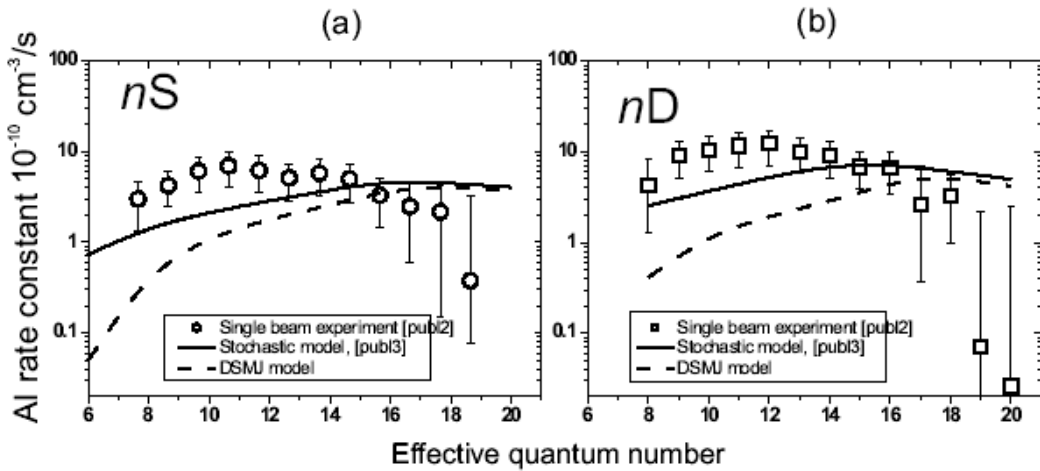 (a) (b)
AI rate constant 10⁻¹⁰ cm⁻³/s
100
10
1
0.1
nS
Single beam experiment [publ2]
Stochastic model, [publ3]
DSMJ model
6 8 10 12 14 16 18 20
100
10
1
0.1
nD
Single beam experiment [publ2]
Stochastic model, [publ3]
DSMJ model
6 8 10 12 14 16 18 20
Effective quantum number